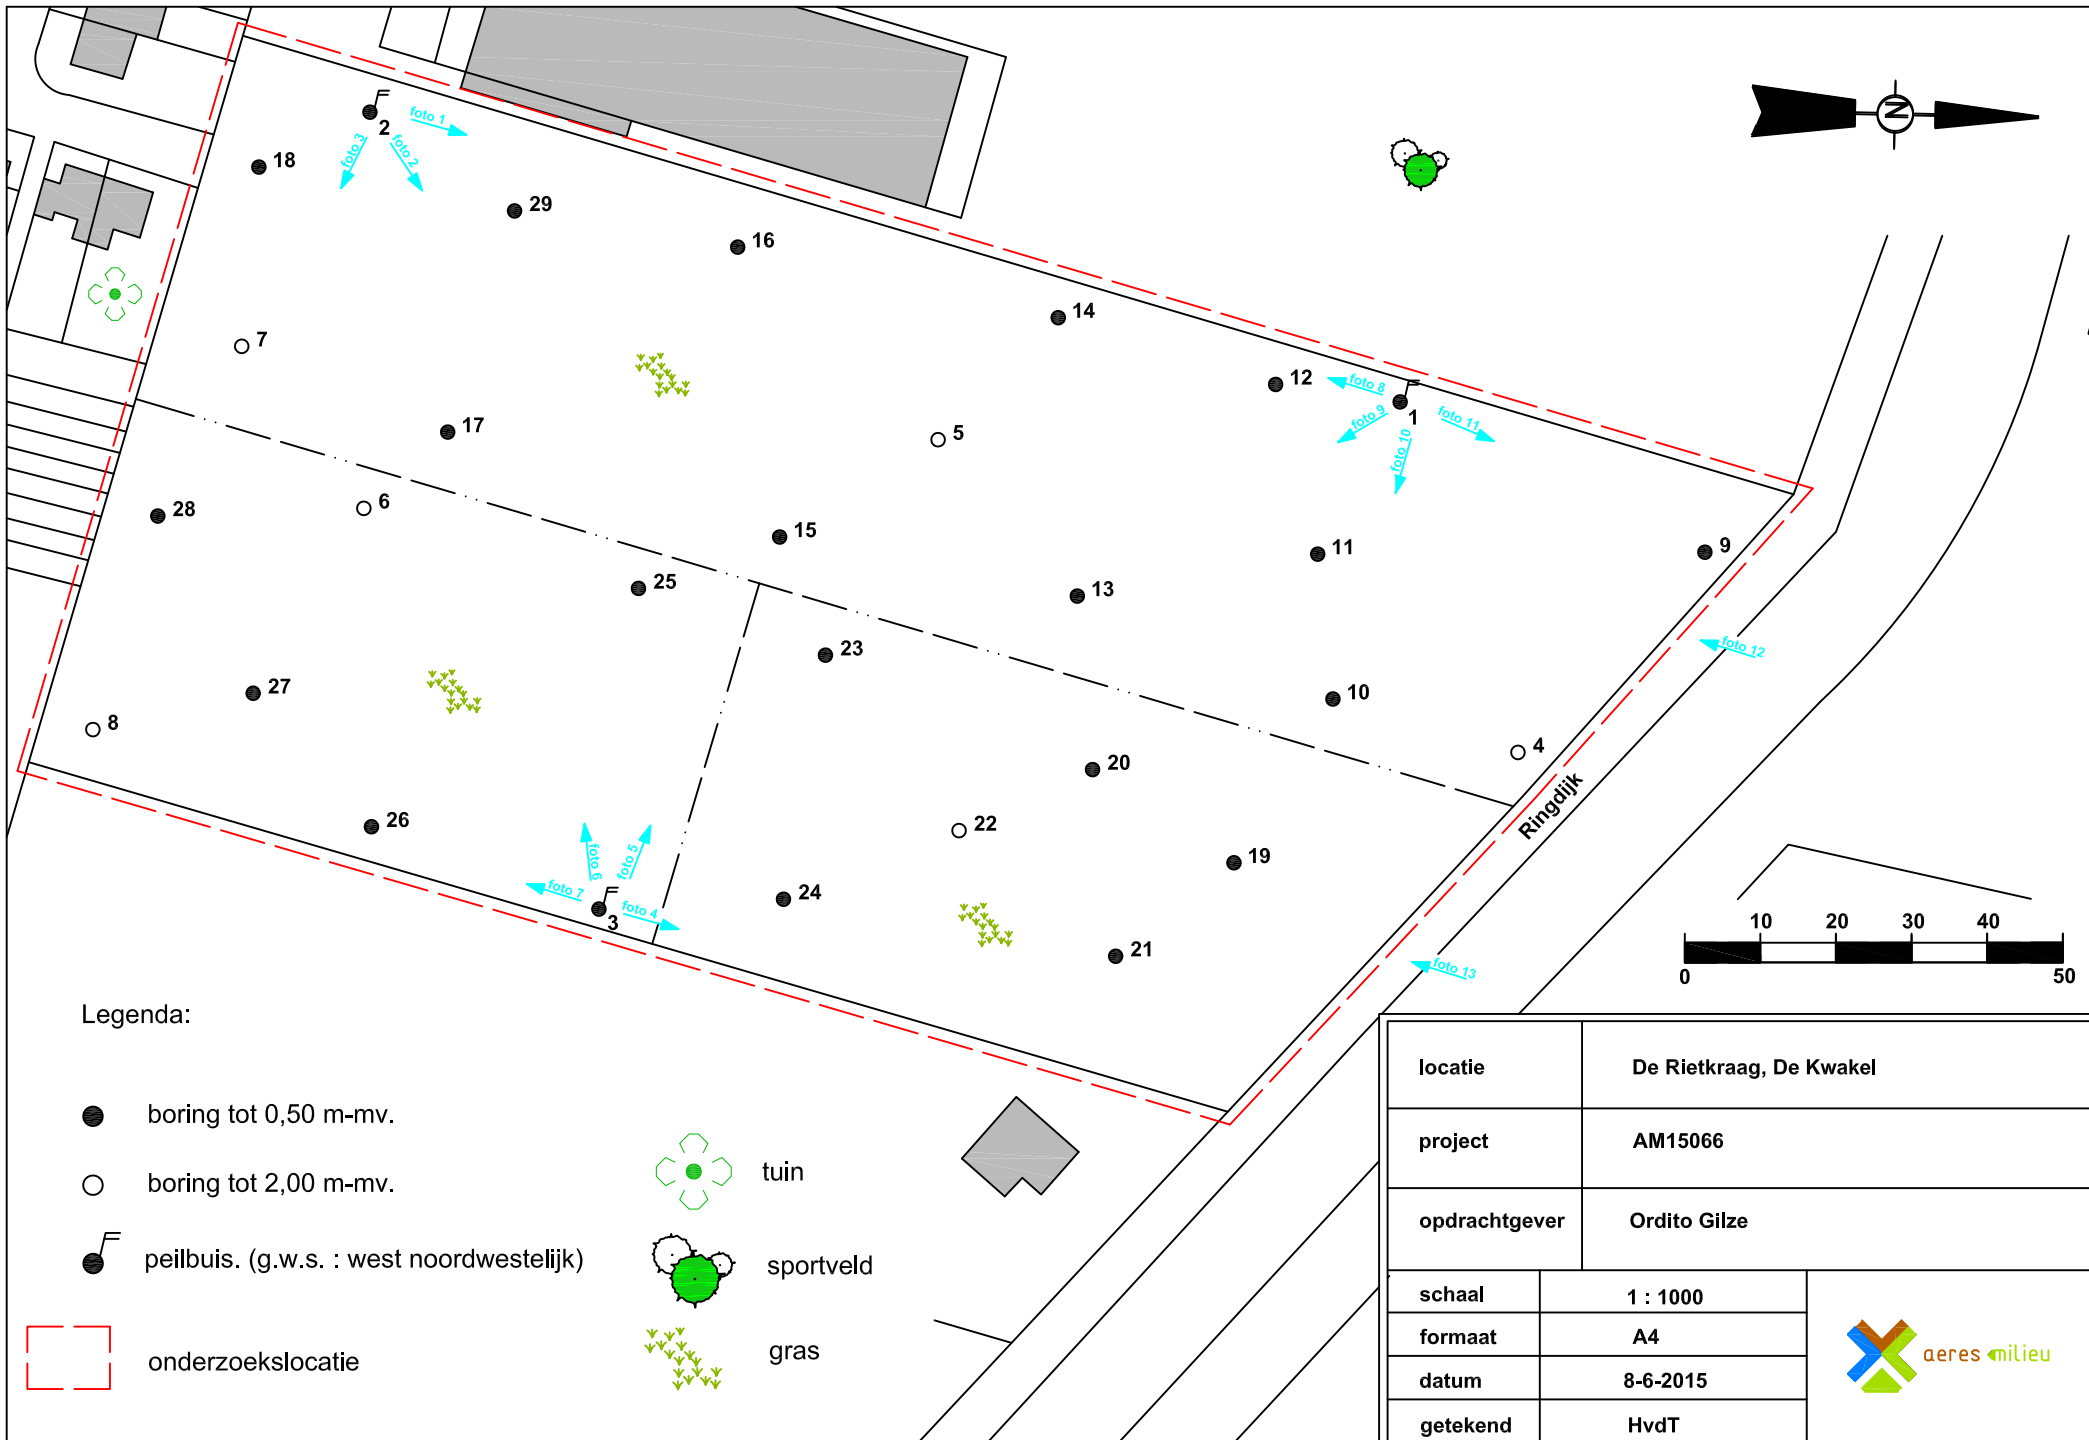 2
foto 1
foto 2
foto 3
18
29
16
14
7
12
foto 8
foto 9
1
foto 10
foto 11
17
5
6
28
15
11
9
25
13
23
foto 12
27
10
8
4
20
Ringdijk
26
22
19
foto 6
foto 5
foto 7
foto 4
3
24
21
foto 13
N
10 20 30 40
0 50
Legenda:
boring tot 0,50 m-mv.
boring tot 2,00 m-mv.
peilbuis. (g.w.s. : west noordwestelijk)
onderzoekslocatie
tuin
sportveld
gras
locatie De Rietkraag, De Kwakel
project AM15066
opdrachtgever Ordito Gilze
schaal 1 : 1000
formaat A4
datum 8-6-2015
getekend HvdT
aeres milieu